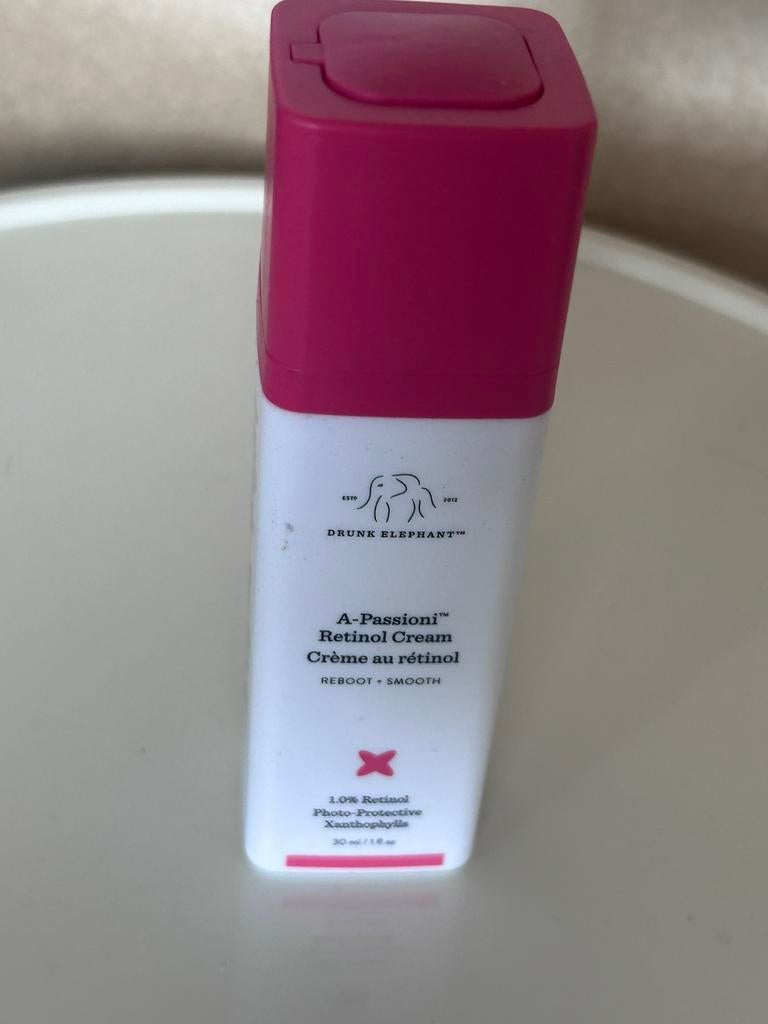 ESTD 2012
DRUNK ELEPHANT™
A-Passioni™
Retinol Cream
Crème au rétinol
REBOOT + SMOOTH
1.0% Retinol
Photo-Protective
Xanthophylls
30 ml / 1 fl oz